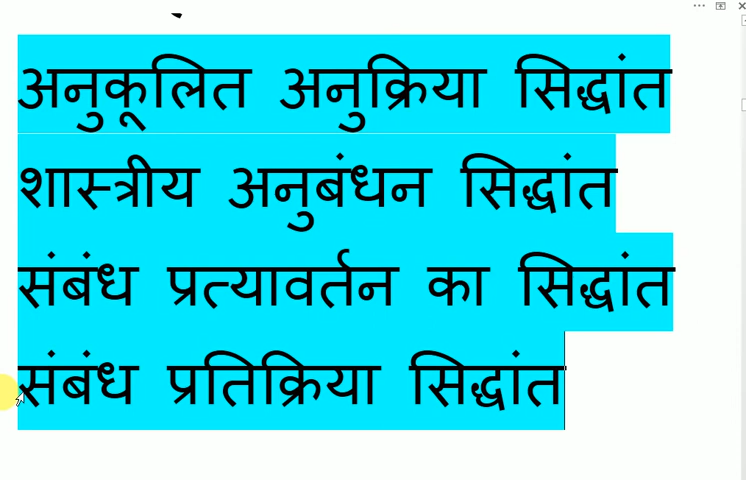 अनुकूलित अनुक्रिया सिद्धांत
शास्त्रीय अनुबंधन सिद्धांत
संबंध प्रत्यावर्तन का सिद्धांत
संबंध प्रतिक्रिया सिद्धांत